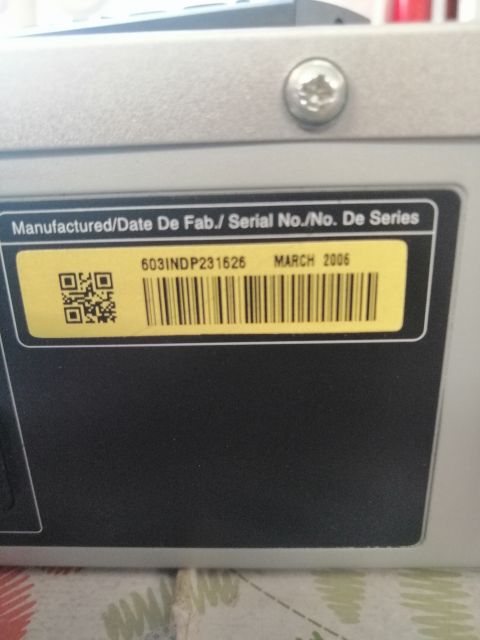 Manufactured/Date De Fab./ Serial No./No. De Series
603INDP231626 MARCH 2006